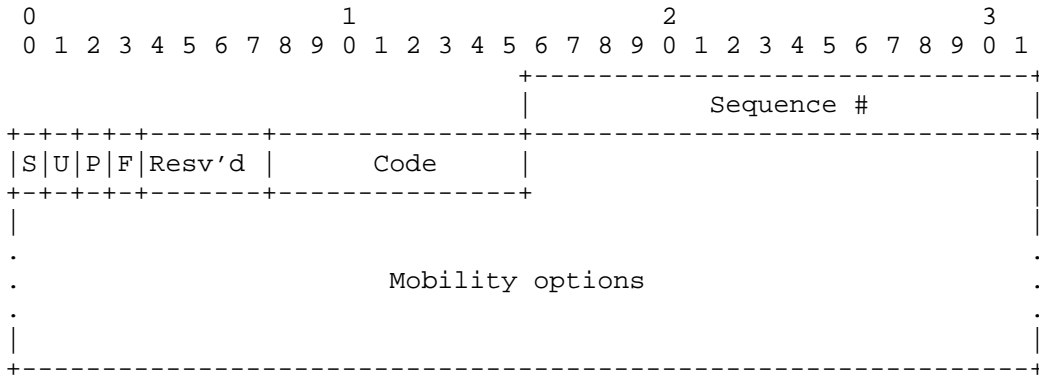 0                   1                   2                   3
0 1 2 3 4 5 6 7 8 9 0 1 2 3 4 5 6 7 8 9 0 1 2 3 4 5 6 7 8 9 0 1
Sequence #
|S|U|P|F|Resv'd | Code |
Mobility options